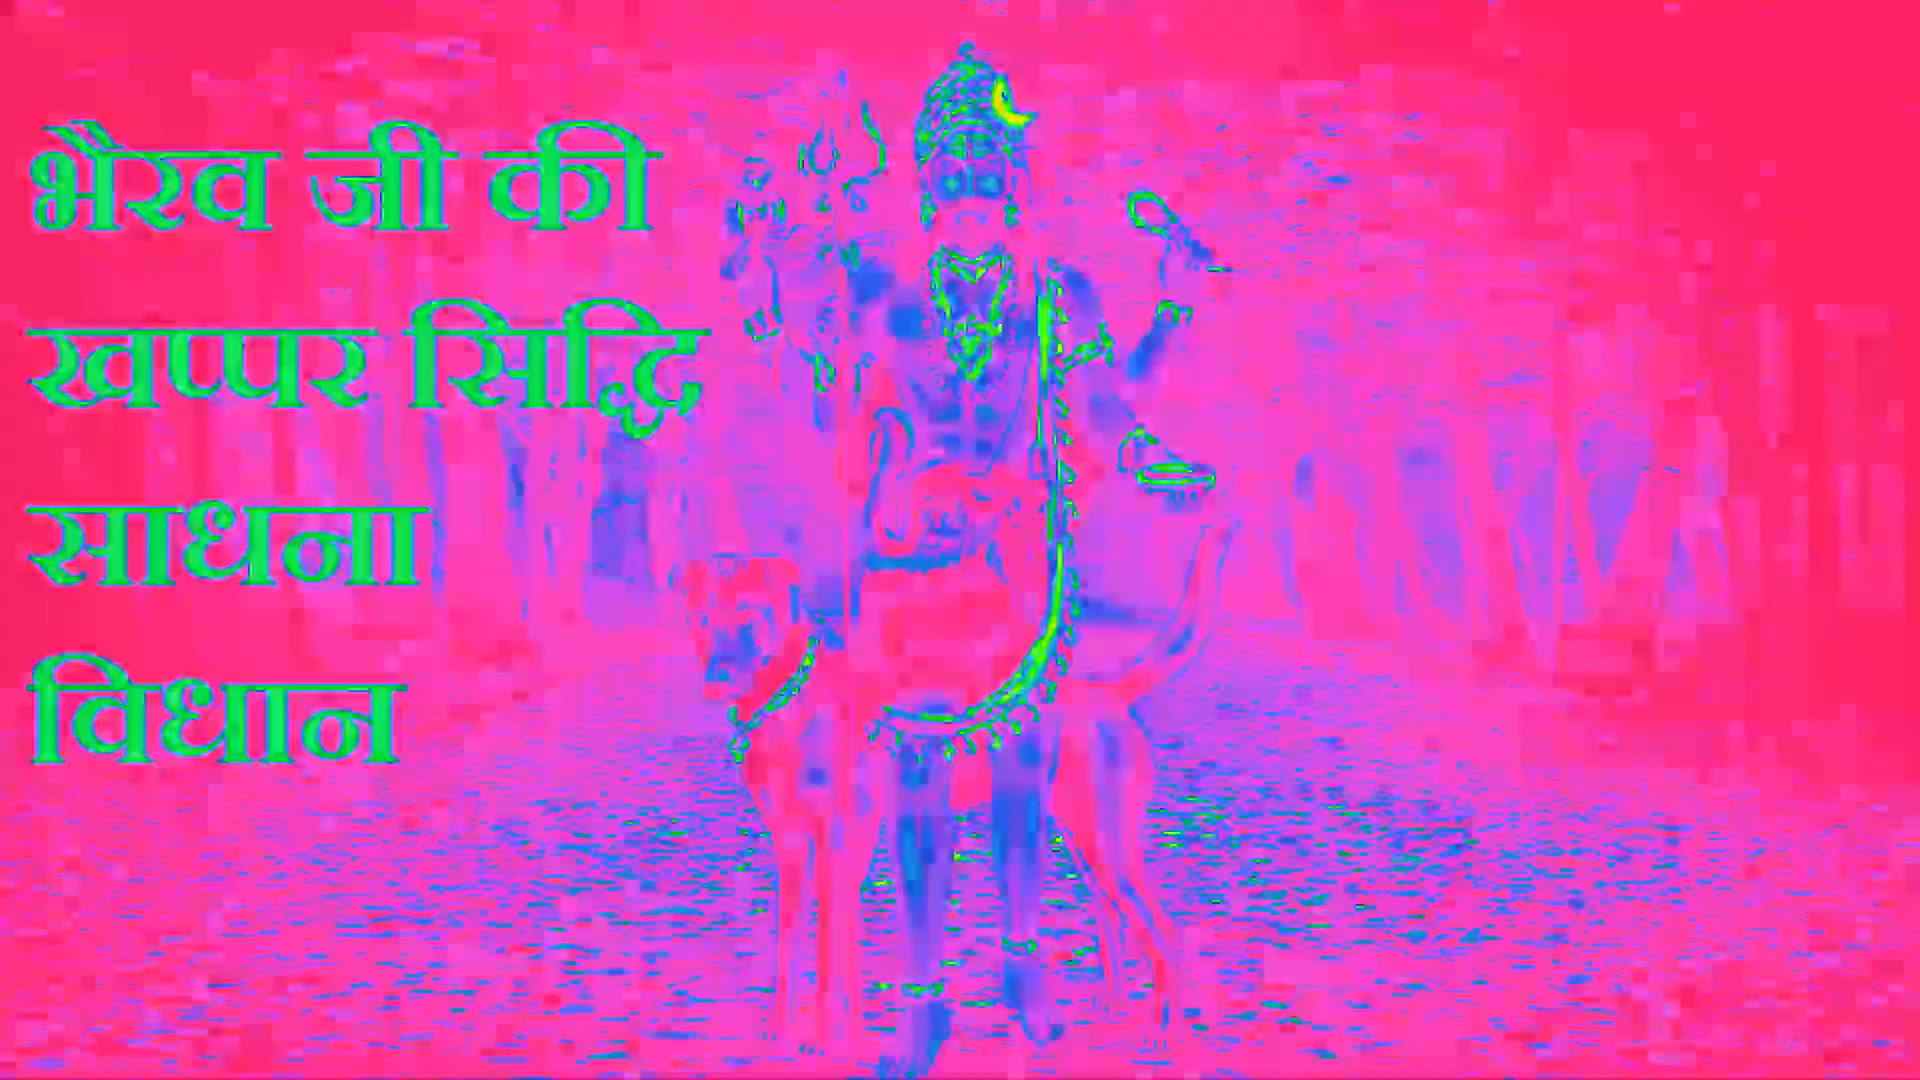 भैरव जी की
खप्पर सिद्धि
साधना
विधान